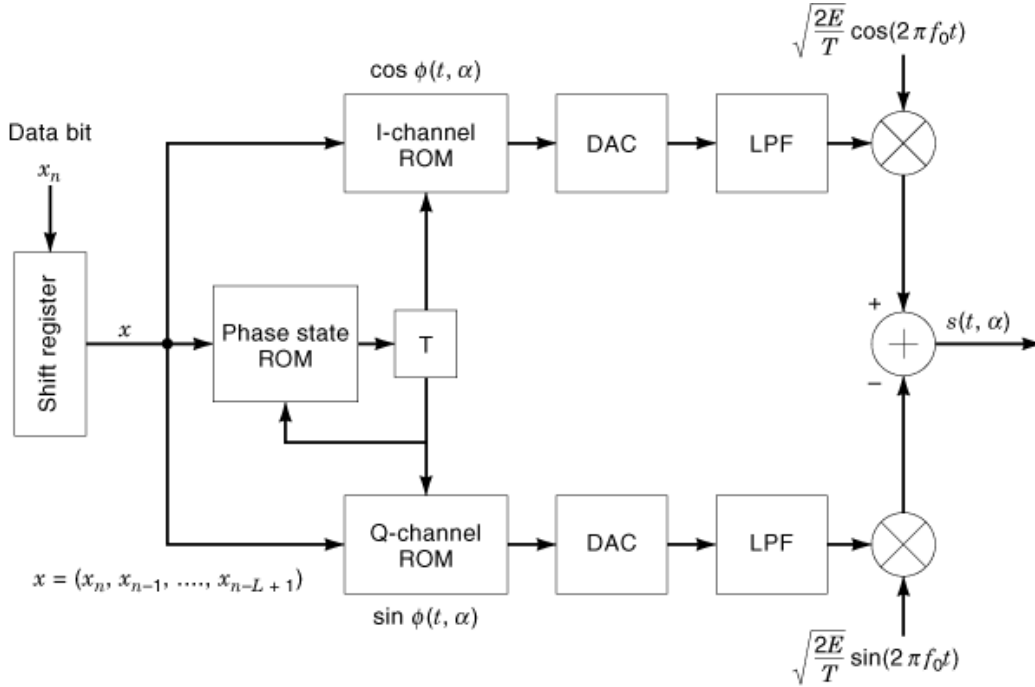 √(2E/T) cos(2πf₀t)
cos ϕ(t, α)
Data bit
xₙ
I-channel
ROM
DAC
LPF
Shift register
x
Phase state
ROM
T
+
+
−
s(t, α)
Q-channel
ROM
DAC
LPF
x = (xₙ, xₙ₋₁, ...., xₙ₋L ₊ ₁)
sin ϕ(t, α)
√(2E/T) sin(2πf₀t)